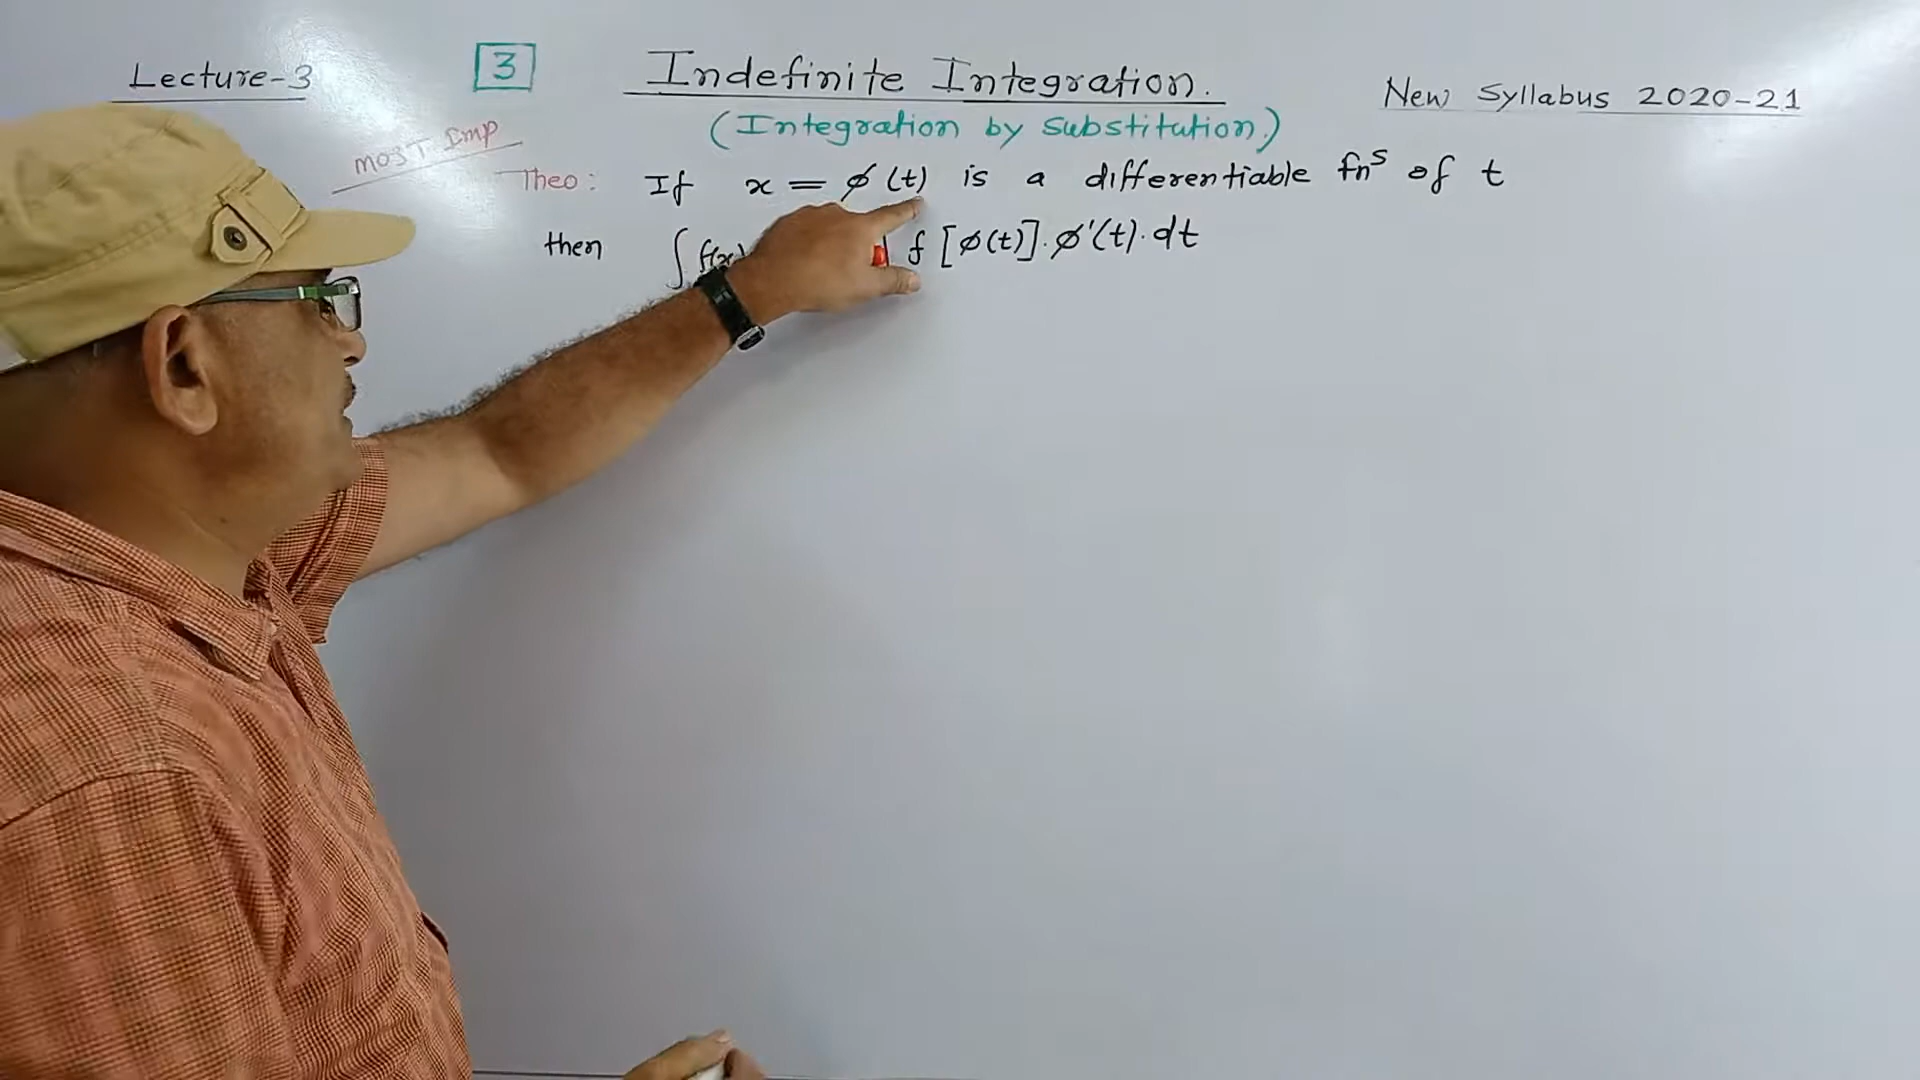 Lecture-3
3
Indefinite Integration.
New Syllabus 2020-21
(Integration by substitution.)
MOST Imp
Theo: If x = ϕ(t) is a differentiable fnˢ of t
then ∫ f(x) f [ϕ(t)]·ϕ'(t)·dt